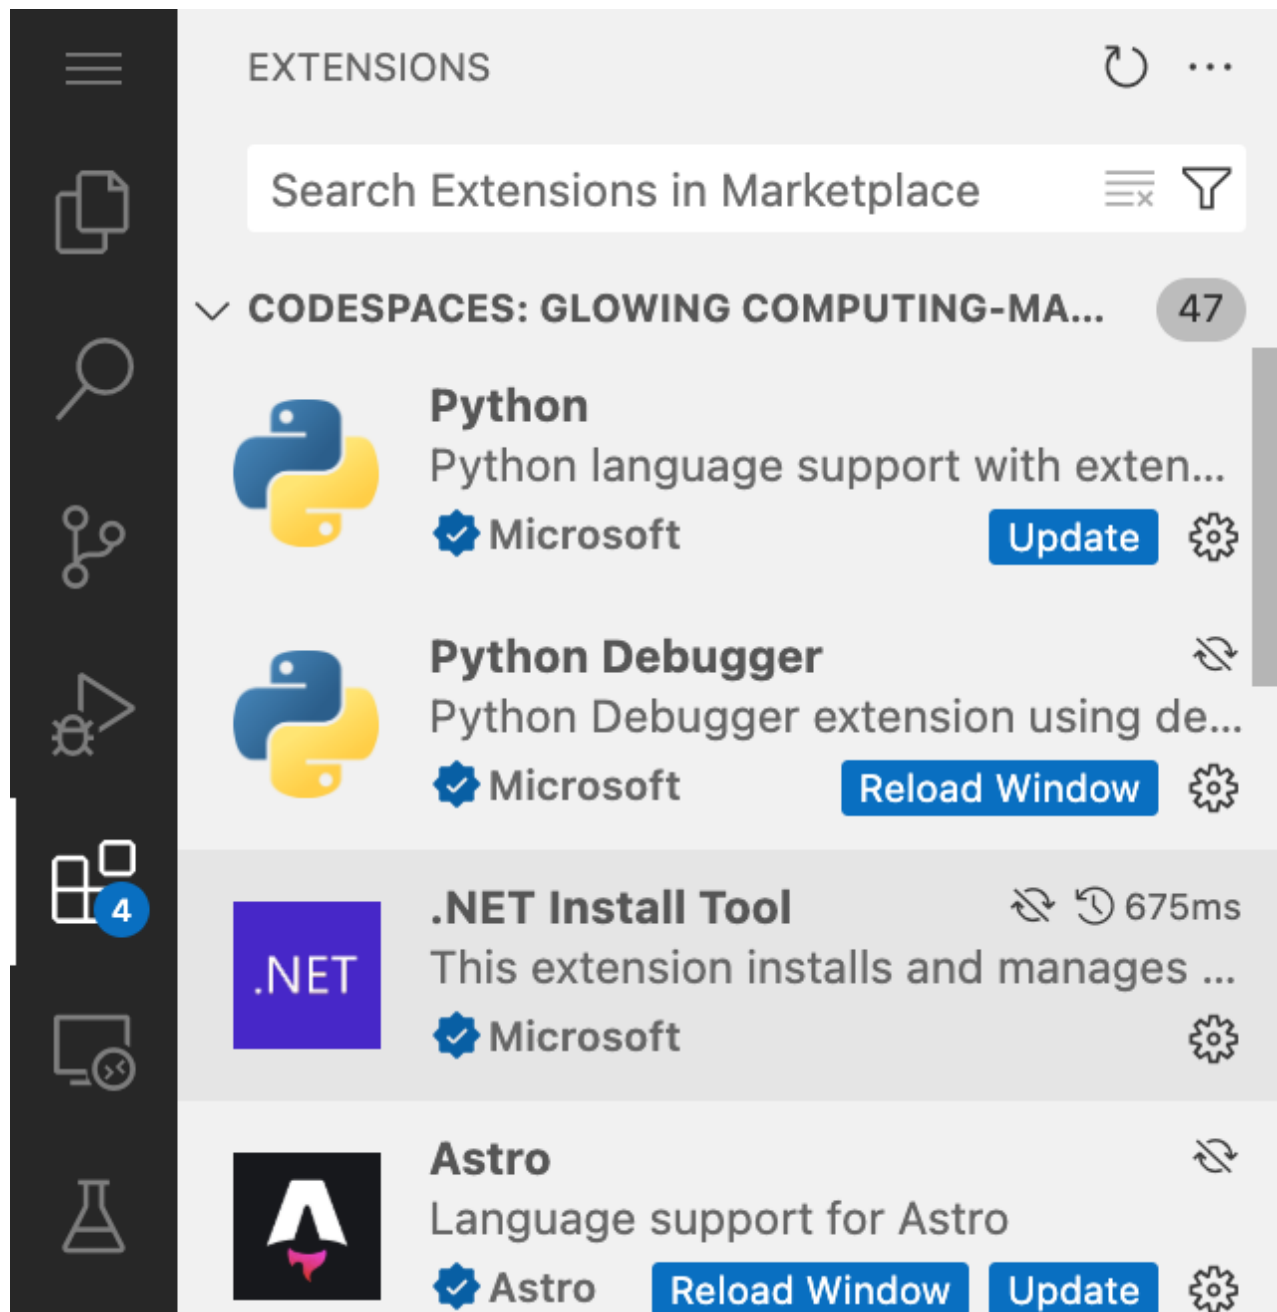 EXTENSIONS
Search Extensions in Marketplace
CODESPACES: GLOWING COMPUTING-MA... 47
Python
Python language support with exten...
Microsoft Update
Python Debugger
Python Debugger extension using de...
Microsoft Reload Window
4
.NET
.NET Install Tool 675ms
This extension installs and manages ...
Microsoft
Astro
Language support for Astro
Astro Reload Window Update